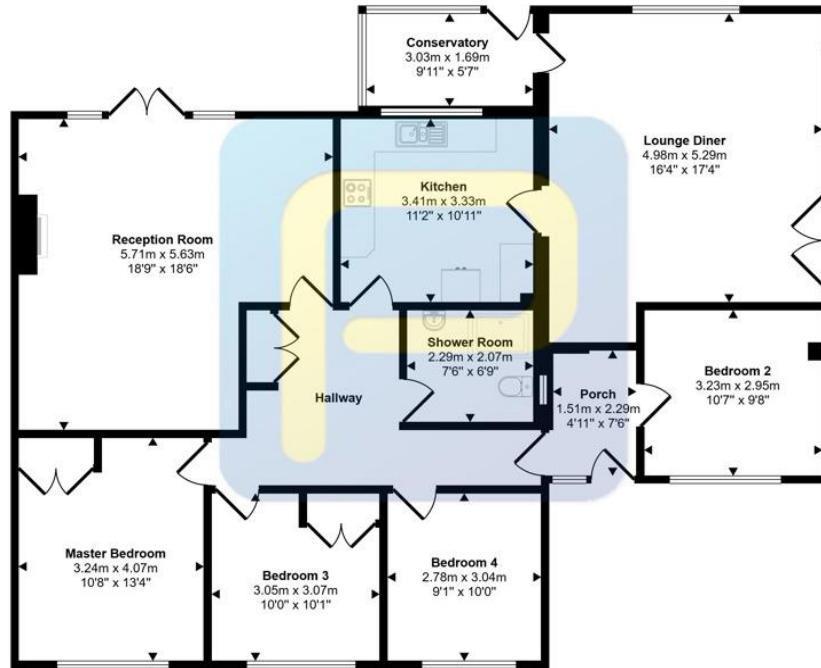 Conservatory
3.03m x 1.69m
9'11" x 5'7"
Lounge Diner
4.98m x 5.29m
16'4" x 17'4"
Kitchen
3.41m x 3.33m
11'2" x 10'11"
Reception Room
5.71m x 5.63m
18'9" x 18'6"
Shower Room
2.29m x 2.07m
7'6" x 6'9"
Bedroom 2
3.23m x 2.95m
10'7" x 9'8"
Porch
1.51m x 2.29m
4'11" x 7'6"
Hallway
Master Bedroom
3.24m x 4.07m
10'8" x 13'4"
Bedroom 3
3.05m x 3.07m
10'0" x 10'1"
Bedroom 4
2.78m x 3.04m
9'1" x 10'0"